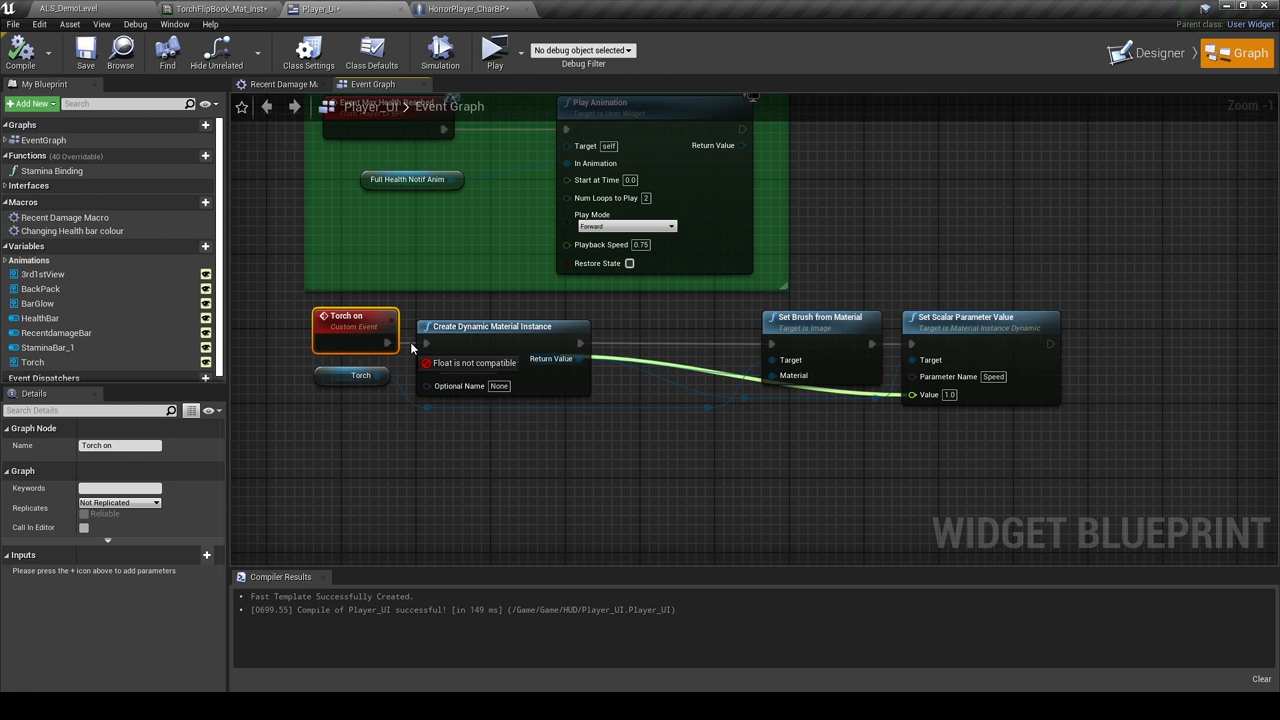 ALS_DemoLevel
TorchFlipBook_Mat_Inst*
Player_UI*
HorrorPlayer_CharBP*
File Edit Asset View Debug Window Help
Parent class: User Widget
Compile
Save
Browse
Find
Hide Unrelated
Class Settings
Class Defaults
Simulation
Play
No debug object selected
Debug Filter
Designer
Graph
My Blueprint
Recent Damage Ma
Event Graph
Add New
Search
Player_UI > Event Graph
Zoom -1
Graphs
EventGraph
Functions (40 Overridable)
Stamina Binding
Interfaces
Macros
Recent Damage Macro
Changing Health bar colour
Variables
Animations
3rd1stView
BackPack
BarGlow
HealthBar
RecentdamageBar
StaminaBar_1
Torch
Event Dispatchers
Event Max Health Reached
Play Animation
Target is User Widget
Target self
Return Value
In Animation
Full Health Notif Anim
Start at Time 0.0
Num Loops to Play 2
Play Mode
Forward
Playback Speed 0.75
Restore State
Torch on
Custom Event
Torch
Create Dynamic Material Instance
Float is not compatible
Return Value
Optional Name None
Set Brush from Material
Target is Image
Target
Material
Set Scalar Parameter Value
Target is Material Instance Dynamic
Target
Parameter Name Speed
Value 1.0
WIDGET BLUEPRINT
Details
Search Details
Graph Node
Name Torch on
Graph
Keywords
Replicates Not Replicated
Reliable
Call In Editor
Inputs
Please press the + icon above to add parameters
Compiler Results
Fast Template Successfully Created.
[0699.55] Compile of Player_UI successful! [in 149 ms] (/Game/Game/HUD/Player_UI.Player_UI)
Clear